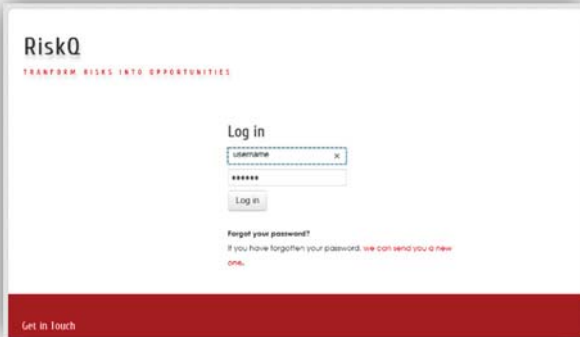 RiskQ
TRANFORM RISKS INTO OPPORTUNITIES
Log in
username ×
••••••
Log in
Forgot your password?
If you have forgotten your password, we can send you a new
one.
Get in Touch